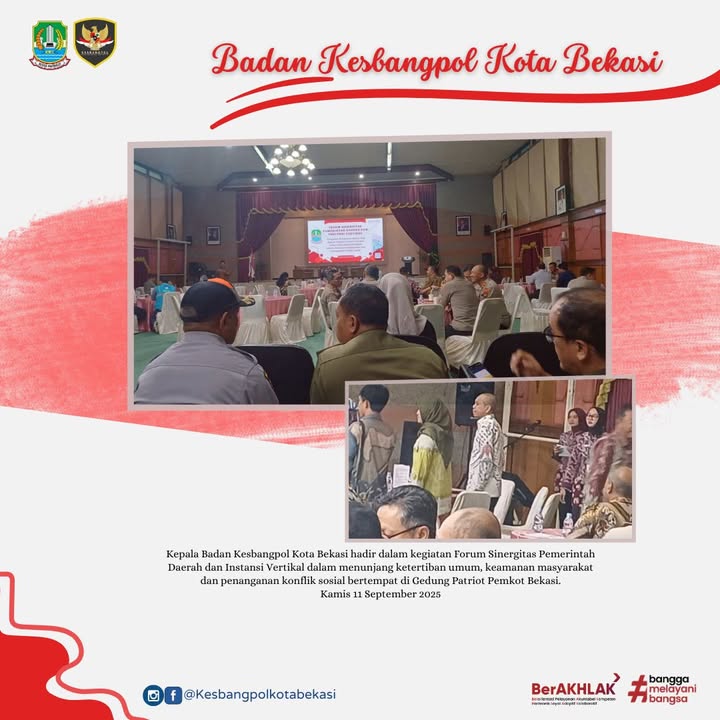 Badan Kesbangpol Kota Bekasi
Kepala Badan Kesbangpol Kota Bekasi hadir dalam kegiatan Forum Sinergitas Pemerintah
Daerah dan Instansi Vertikal dalam menunjang ketertiban umum, keamanan masyarakat
dan penanganan konflik sosial bertempat di Gedung Patriot Pemkot Bekasi.
Kamis 11 September 2025
@Kesbangpolkotabekasi
BerAKHLAK
#bangga
melayani
bangsa